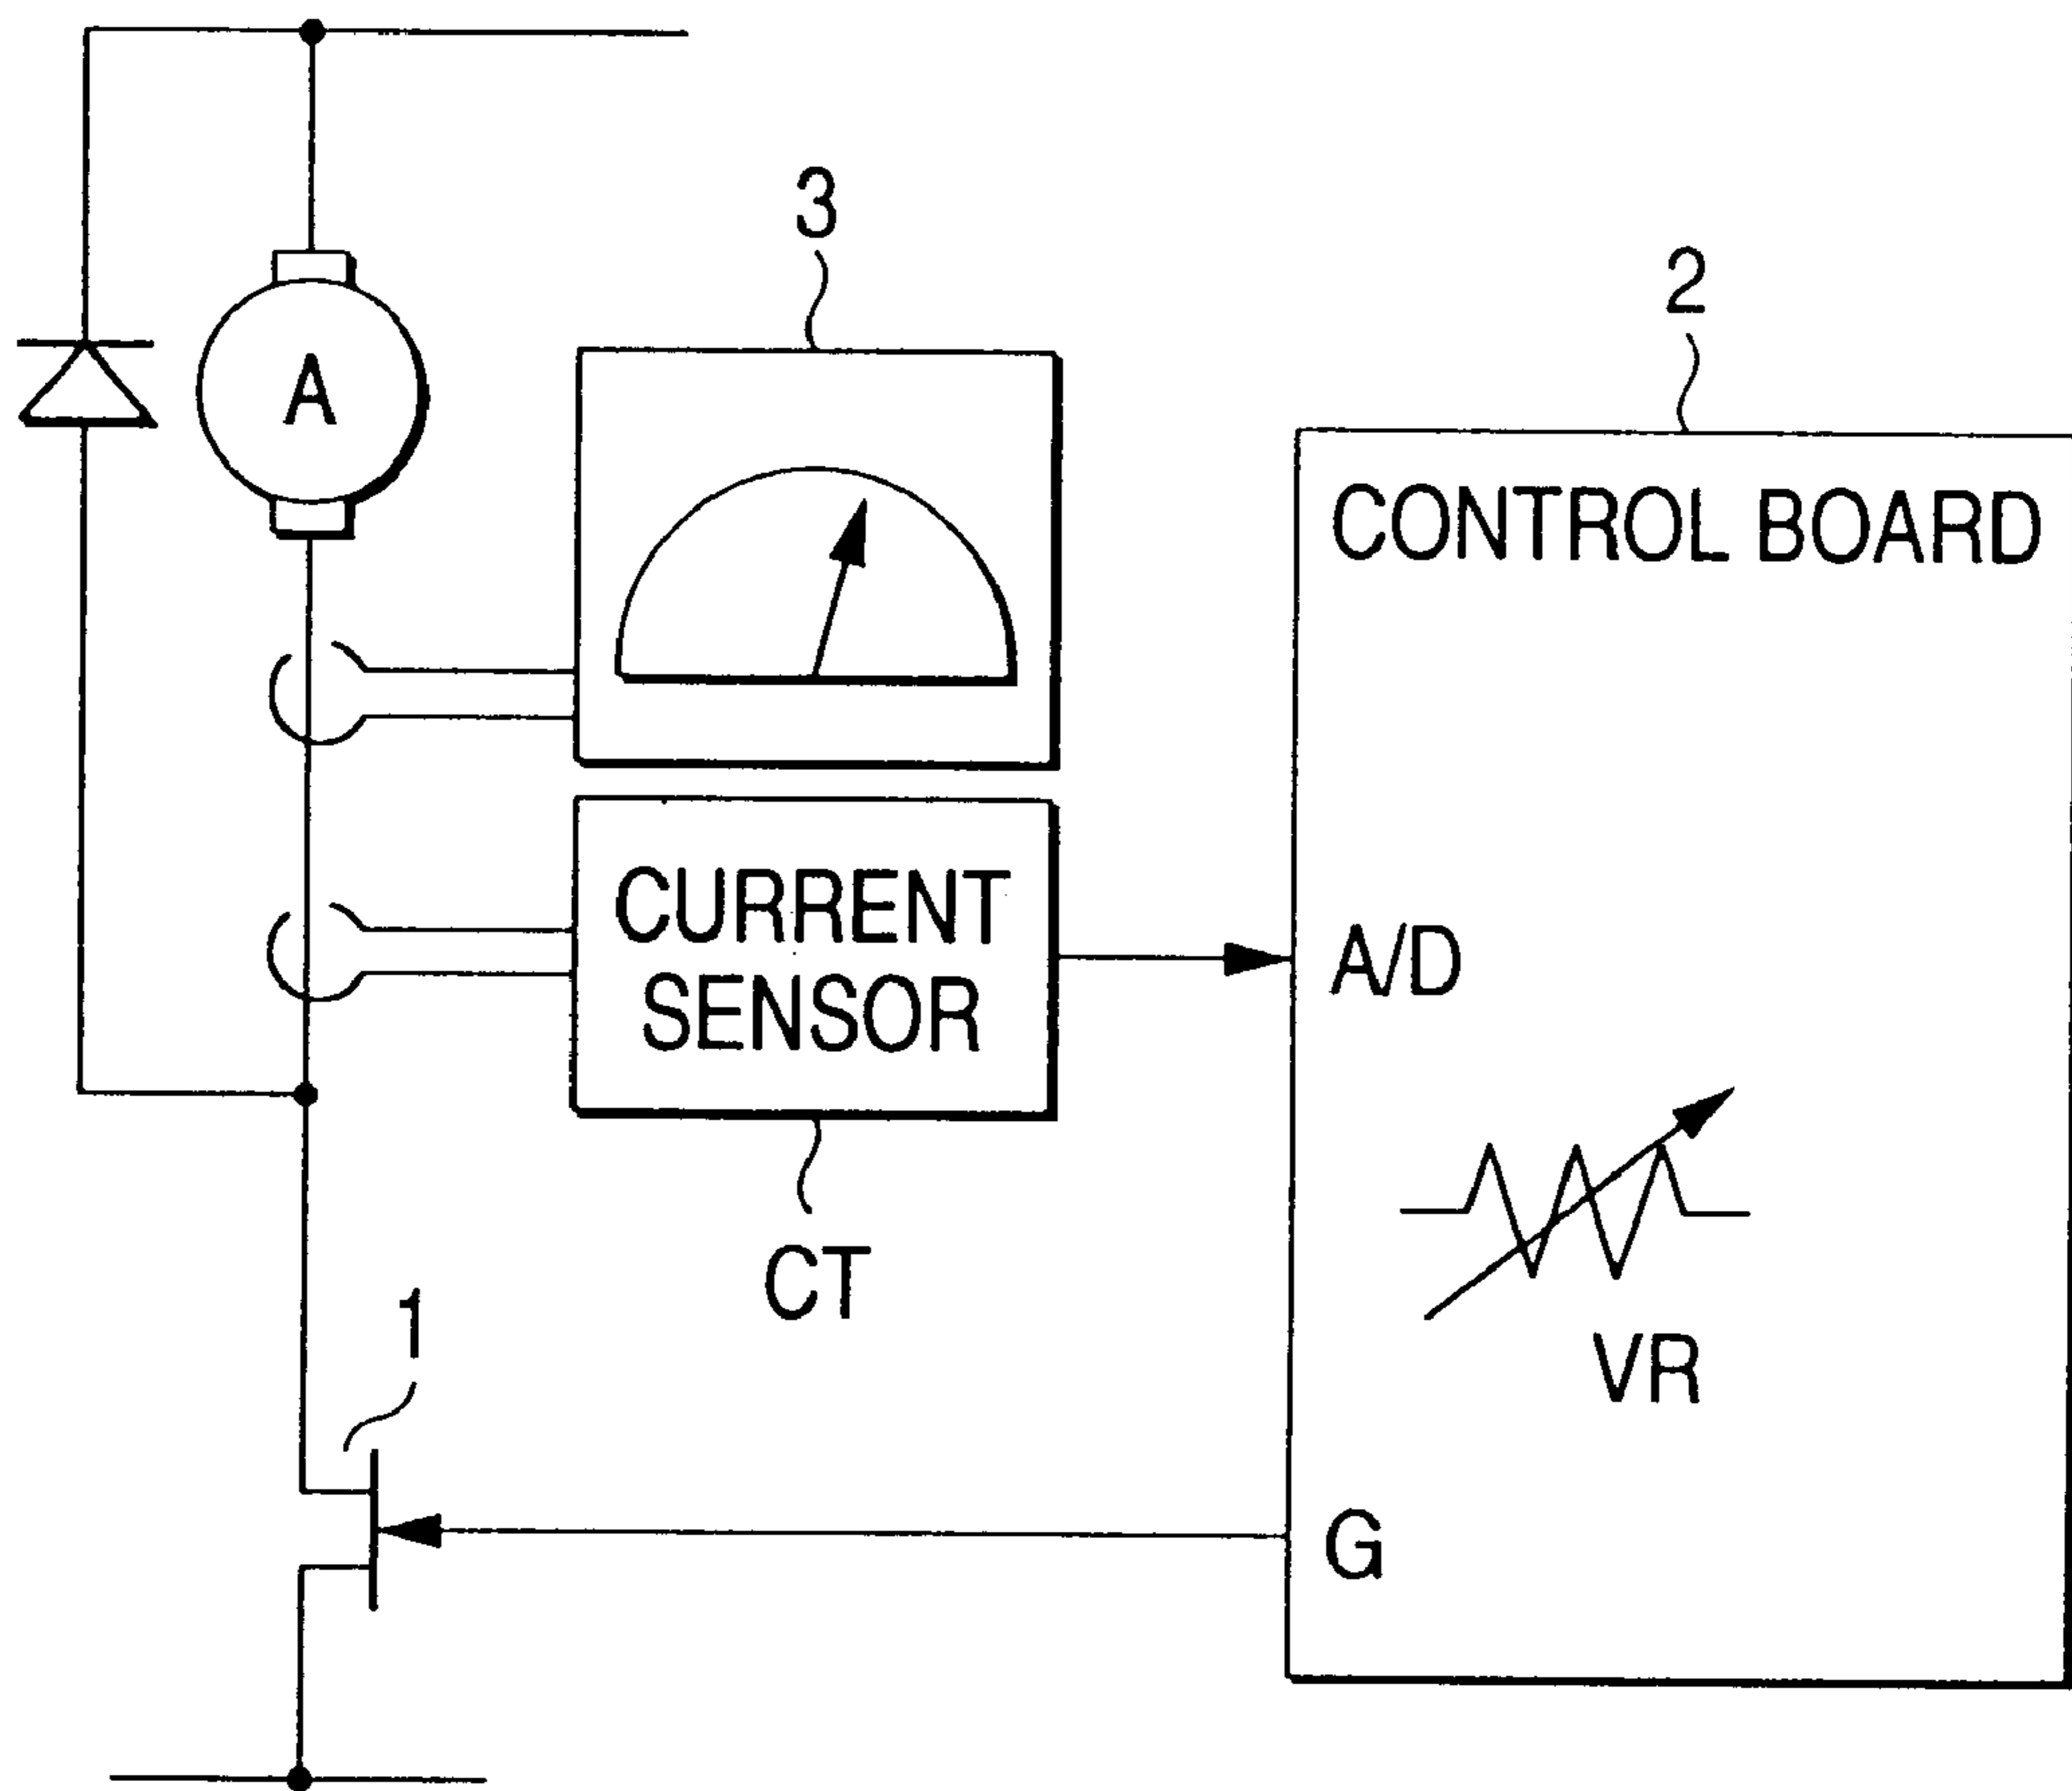 3
2
A
CONTROL BOARD
CURRENT
SENSOR
A/D
CT
1
VR
G